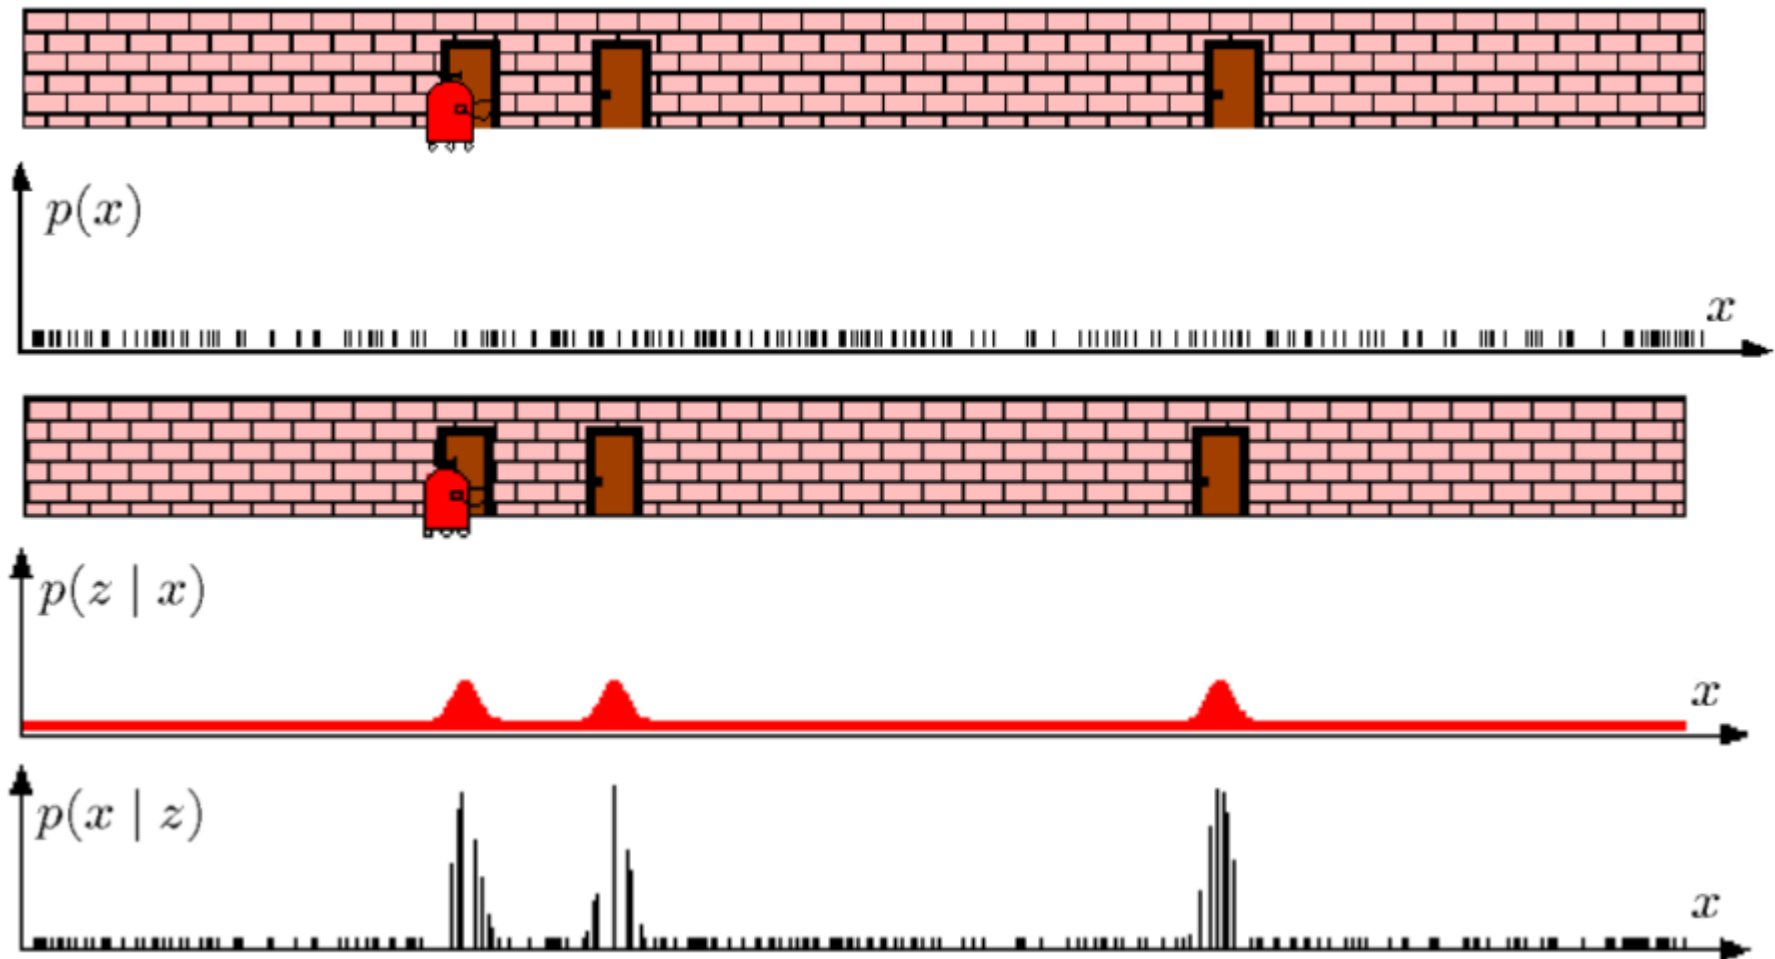 p(x)
x
p(z | x)
x
p(x | z)
x